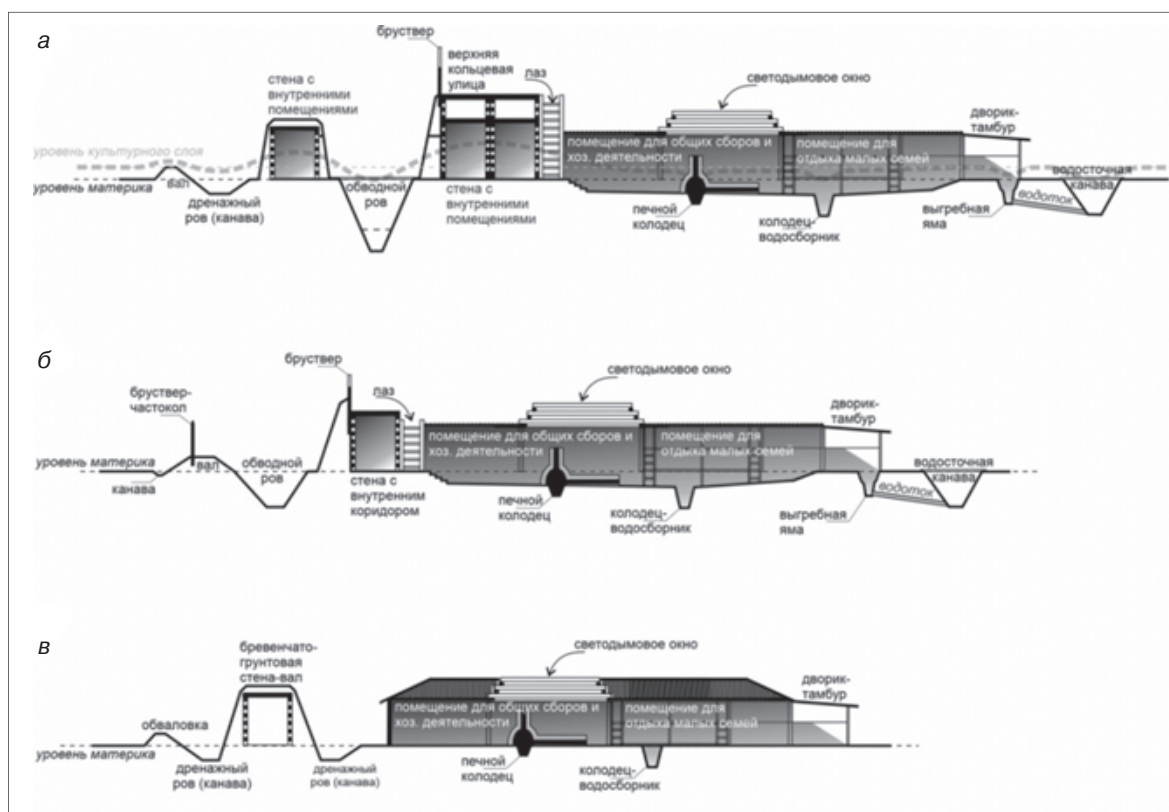 а
бруствер
верхняя
кольцевая
улица
лаз
светодымовое окно
стена с
внутренними
помещениями
дворик-
тамбур
помещение для общих сборов и
хоз. деятельности
помещение для
отдыха малых семей
уровень культурного слоя
уровень материка
вал
дренажный
ров (канава)
обводной
ров
стена с
внутренними
помещениями
печной
колодец
колодец-
водосборник
выгребная
яма
водоток
водосточная
канава
б
бруствер
бруствер-
частокол
лаз
светодымовое окно
дворик-
тамбур
помещение для общих сборов и
хоз. деятельности
помещение для
отдыха малых семей
уровень материка
канава
вал
обводной
ров
стена с
внутренним
коридором
печной
колодец
колодец-
водосборник
выгребная
яма
водоток
водосточная
канава
в
бревенчато-
грунтовая
стена-вал
светодымовое окно
дворик-
тамбур
обваловка
помещение для общих сборов и
хоз. деятельности
помещение для
отдыха малых семей
уровень материка
дренажный
ров (канава)
дренажный
ров (канава)
печной
колодец
колодец-
водосборник